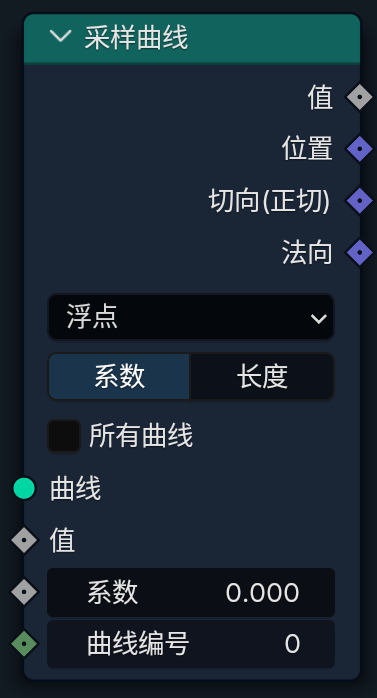 采样曲线
值
位置
切向(正切)
法向
浮点
系数 长度
所有曲线
曲线
值
系数 0.000
曲线编号 0